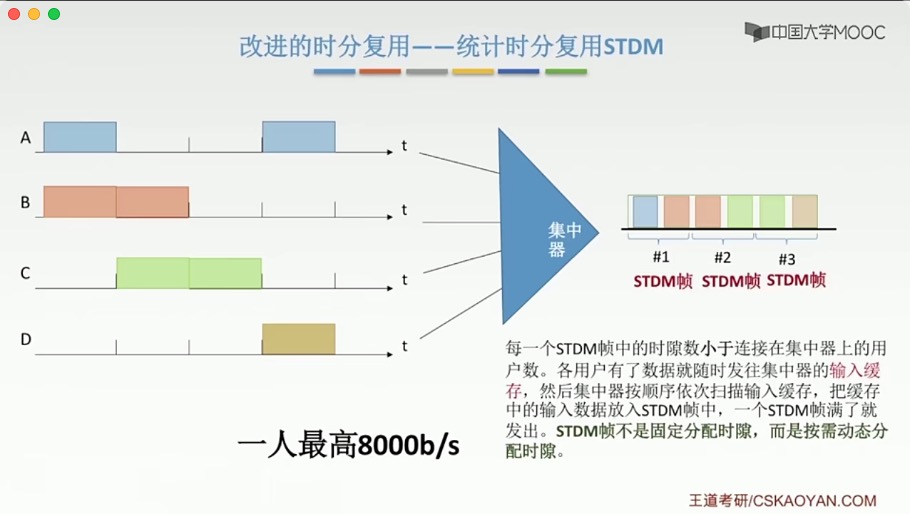 中国大学MOOC
改进的时分复用——统计时分复用STDM
A
t
B
t
C
t
D
t
集中
器
#1
#2
#3
STDM帧
STDM帧
STDM帧
每一个STDM帧中的时隙数小于连接在集中器上的用
户数。各用户有了数据就随时发往集中器的输入缓
存，然后集中器按顺序依次扫描输入缓存，把缓存
中的输入数据放入STDM帧中，一个STDM帧满了就
发出。STDM帧不是固定分配时隙，而是按需动态分
配时隙。
一人最高8000b/s
王道考研/CSKAOYAN.COM